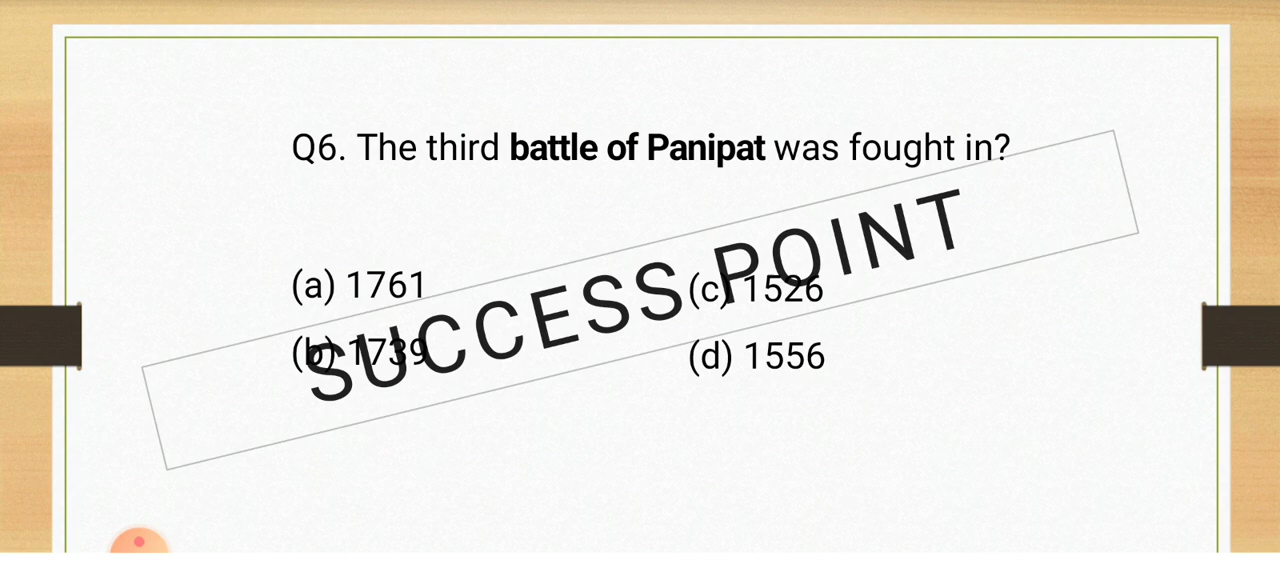 Q6. The third battle of Panipat was fought in?
(a) 1761
(b) 1739
(c) 1526
(d) 1556
SUCCESS POINT